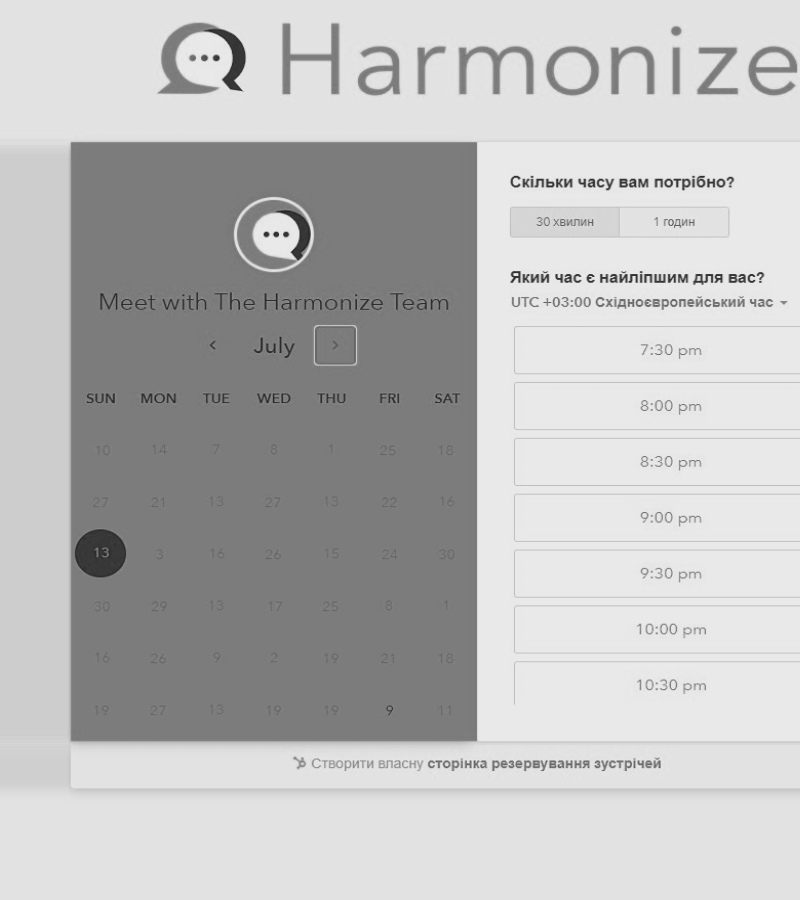 Harmonize
Meet with The Harmonize Team
July
SUN MON TUE WED THU FRI SAT
10 14 7 8 1 25 18
27 21 13 27 13 22 16
13 3 16 26 15 24 30
30 29 13 17 25 8 1
16 26 9 2 19 21 18
19 27 13 19 19 9 11
Скільки часу вам потрібно?
30 хвилин 1 годин
Який час є найліпшим для вас?
UTC +03:00 Східноєвропейський час
7:30 pm
8:00 pm
8:30 pm
9:00 pm
9:30 pm
10:00 pm
10:30 pm
Створити власну сторінка резервування зустрічей